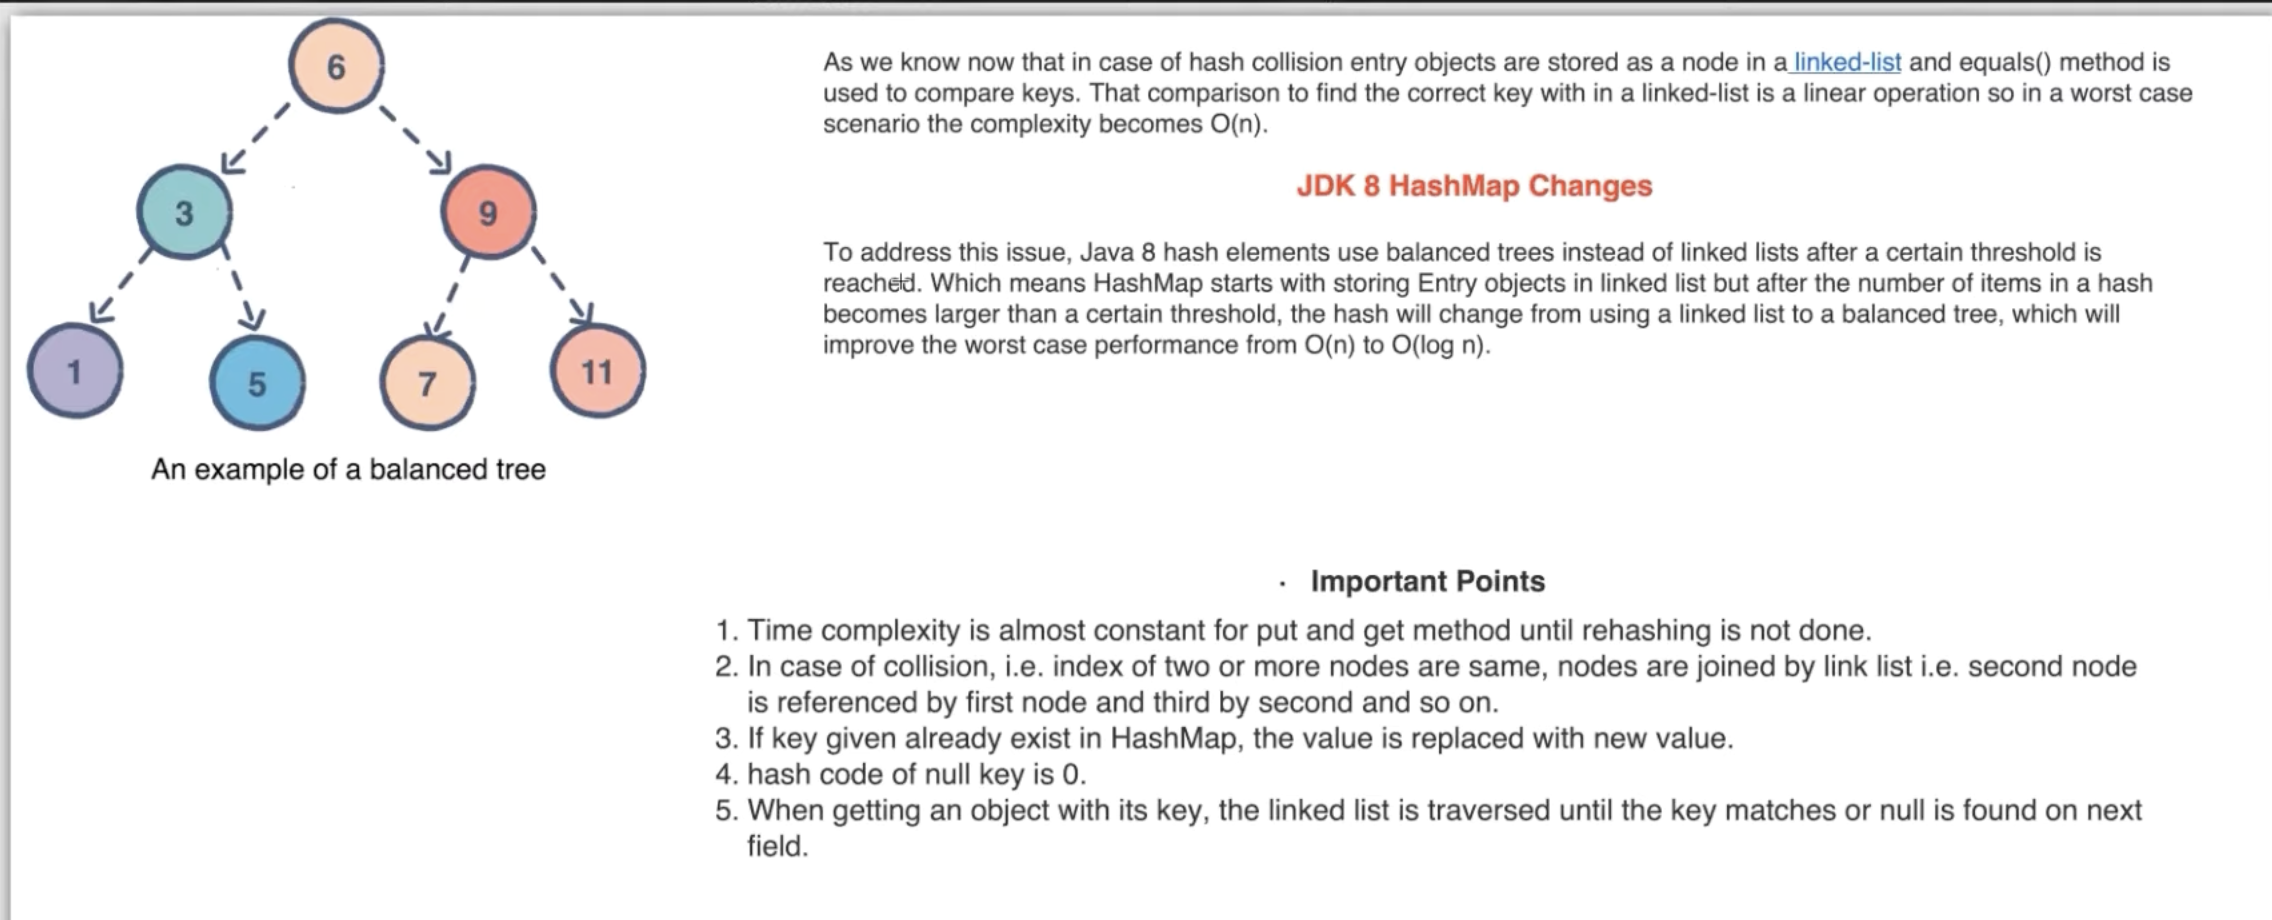 6
3
9
1
5
7
11
An example of a balanced tree
As we know now that in case of hash collision entry objects are stored as a node in a linked-list and equals() method is
used to compare keys. That comparison to find the correct key with in a linked-list is a linear operation so in a worst case
scenario the complexity becomes O(n).
JDK 8 HashMap Changes
To address this issue, Java 8 hash elements use balanced trees instead of linked lists after a certain threshold is
reached. Which means HashMap starts with storing Entry objects in linked list but after the number of items in a hash
becomes larger than a certain threshold, the hash will change from using a linked list to a balanced tree, which will
improve the worst case performance from O(n) to O(log n).
· Important Points
1. Time complexity is almost constant for put and get method until rehashing is not done.
2. In case of collision, i.e. index of two or more nodes are same, nodes are joined by link list i.e. second node
is referenced by first node and third by second and so on.
3. If key given already exist in HashMap, the value is replaced with new value.
4. hash code of null key is 0.
5. When getting an object with its key, the linked list is traversed until the key matches or null is found on next
field.